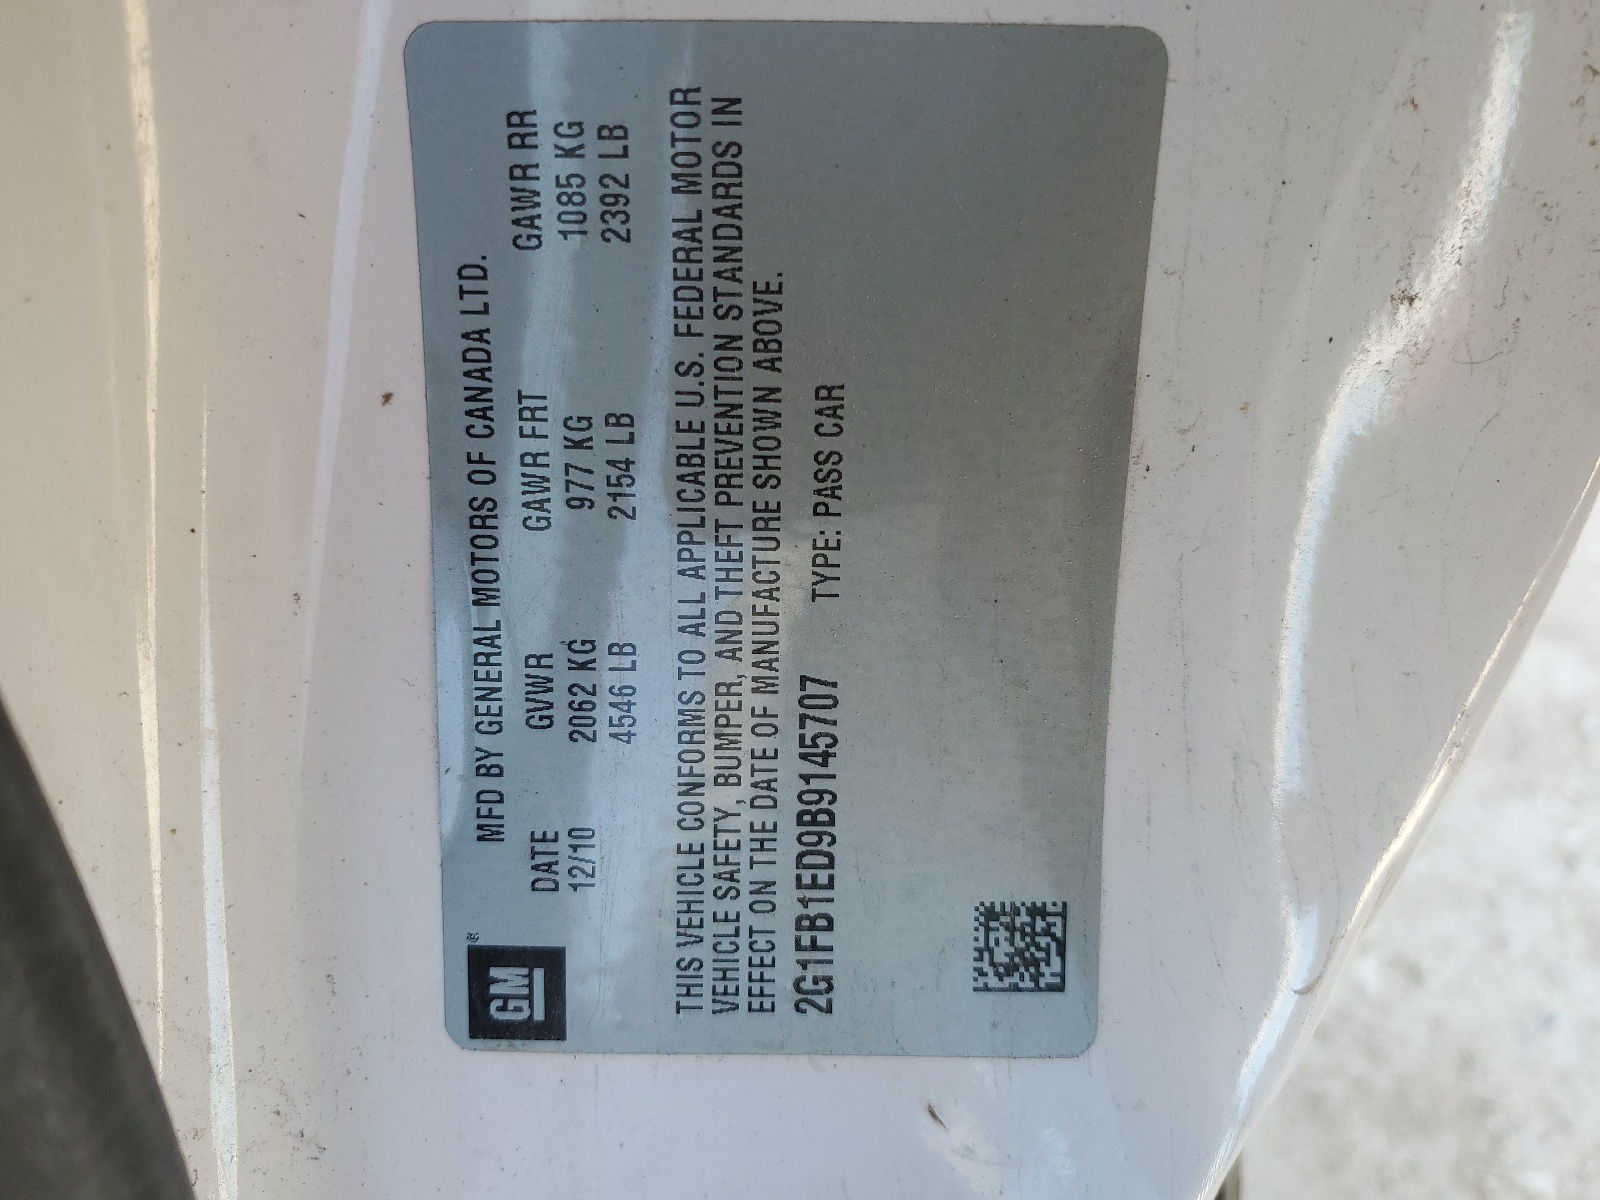 GM®
MFD BY GENERAL MOTORS OF CANADA LTD.
DATE GVWR GAWR FRT GAWR RR
12/10 2062 KG 977 KG 1085 KG
4546 LB 2154 LB 2392 LB
THIS VEHICLE CONFORMS TO ALL APPLICABLE U.S. FEDERAL MOTOR
VEHICLE SAFETY, BUMPER, AND THEFT PREVENTION STANDARDS IN
EFFECT ON THE DATE OF MANUFACTURE SHOWN ABOVE.
2G1FB1ED9B9145707 TYPE: PASS CAR